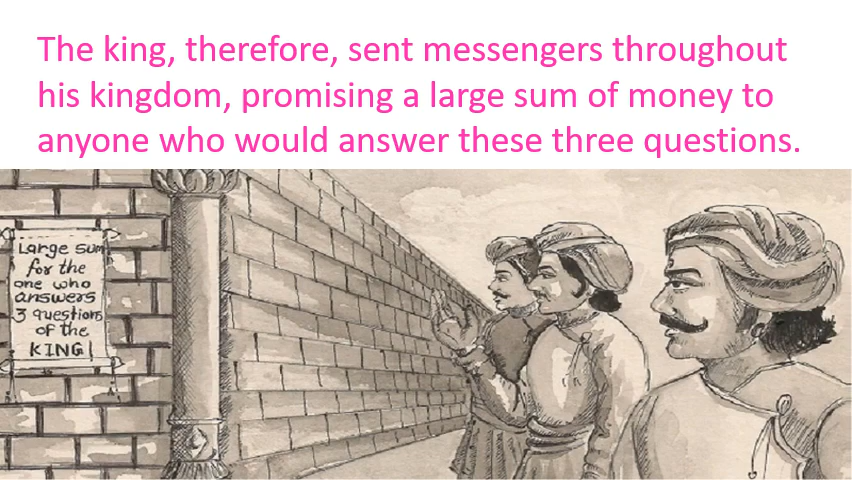 The king, therefore, sent messengers throughout
his kingdom, promising a large sum of money to
anyone who would answer these three questions.
Large sum
for the
one who
answers
3 questions
of the
KING!